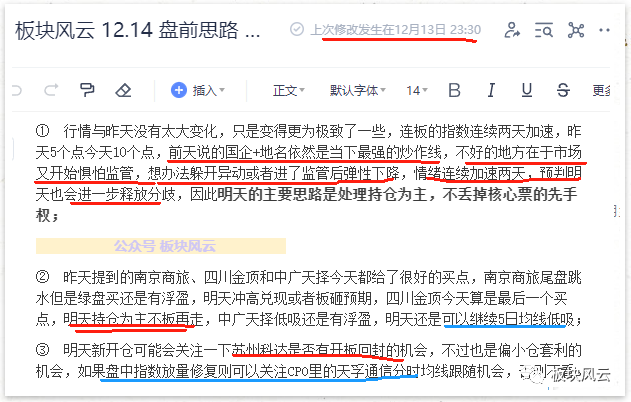 板块风云 12.14 盘前思路 ...
上次修改发生在12月13日 23:30
插入 正文 默认字体 14 B I U S 更多
① 行情与昨天没有太大变化，只是变得更为极致了一些，连板的指数连续两天加速，昨
天5个点今天10个点，前天说的国企+地名依然是当下最强的炒作线，不好的地方在于市场
又开始惧怕监管，想办法躲开异动或者进了监管后弹性下降，情绪连续加速两天，预判明
天也会进一步释放分歧，因此明天的主要思路是处理持仓为主，不丢掉核心票的先手
权；
公众号 板块风云
② 昨天提到的南京商旅、四川金顶和中广天择今天都给了很好的买点，南京商旅尾盘跳
水但是绿盘买还是有浮盈，明天冲高兑现或者板砸预期，四川金顶今天算是最后一个买
点，明天持仓为主不板再走，中广天择低吸还是有浮盈，明天还是可以继续5日均线低吸；
③ 明天新开仓可能会关注一下苏州科达是否有开板回封的机会，不过也是偏小仓套利的
机会，如果盘中指数放量修复则可以关注CPO里的天孚通信分时均线跟随机会，否则不
板块风云